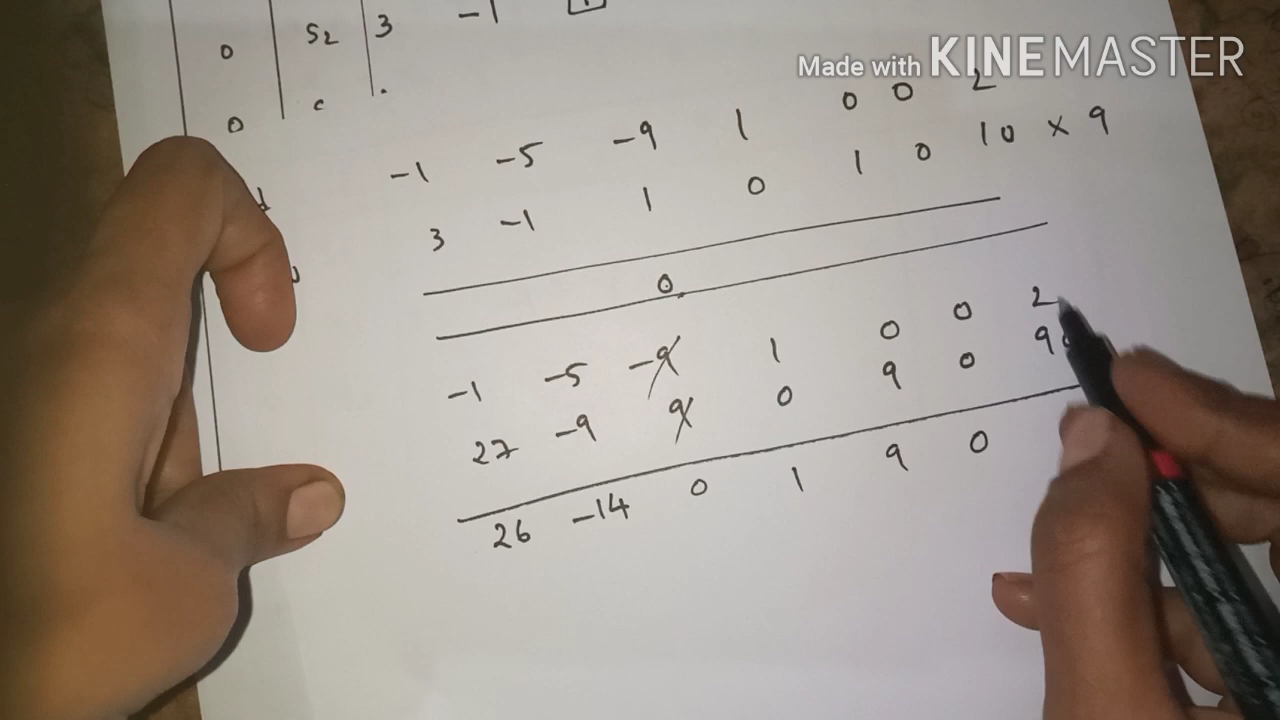 0 S2 3 -1 1
Made with KINEMASTER
0
-1 -5 -9 1 0 0 2
3 -1 1 0 1 0 10 × 9
0
-1 -5 -9 1 0 0 2
27 -9 9 0 9 0 90
26 -14 0 1 9 0